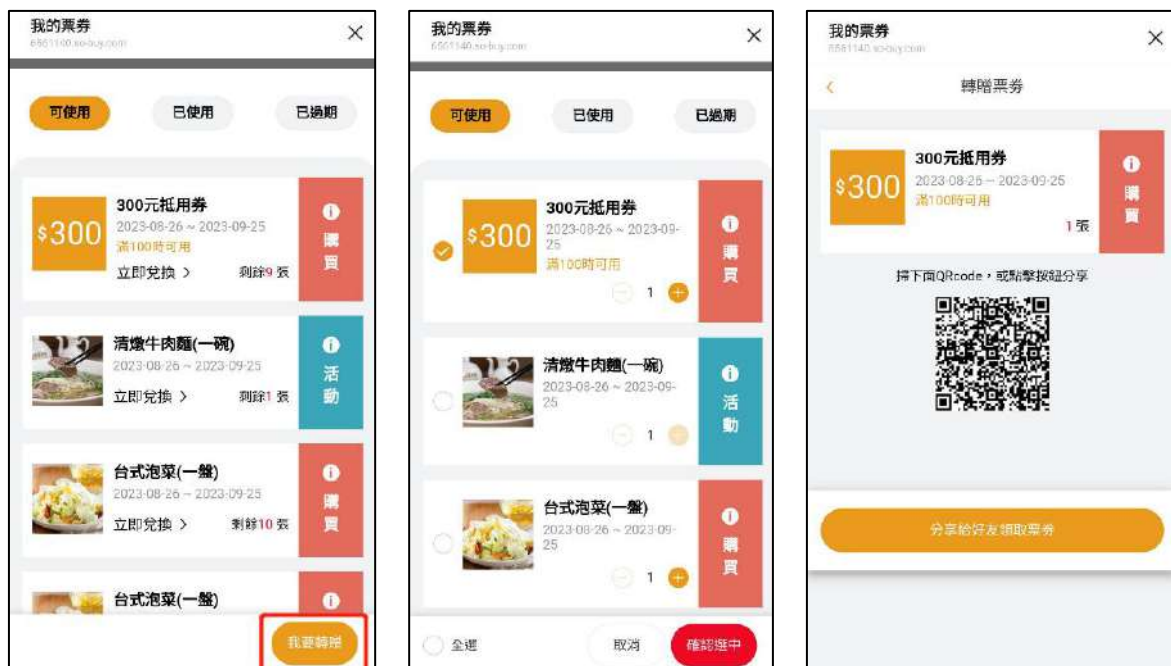 我的票券
6561140.so-buy.com
可使用
已使用
已過期
$300
300元抵用券
2023-08-26 ~ 2023-09-25
滿100時可用
立即兌換 >
剩餘9 張
購買
清燉牛肉麵(一碗)
2023-08-26 ~ 2023-09-25
立即兌換 >
剩餘1 張
活動
台式泡菜(一盤)
2023-08-26 ~ 2023-09-25
立即兌換 >
剩餘10 張
購買
台式泡菜(一盤)
我要轉贈
我的票券
6561140.so-buy.com
可使用
已使用
已過期
$300
300元抵用券
2023-08-26 ~ 2023-09-
25
滿100時可用
1
購買
清燉牛肉麵(一碗)
2023-08-26 ~ 2023-09-
25
1
活動
台式泡菜(一盤)
2023-08-26 ~ 2023-09-
25
1
購買
全選
取消
確認選中
我的票券
6561140.so-buy.com
轉贈票券
$300
300元抵用券
2023-08-26 ~ 2023-09-25
滿100時可用
1 張
購買
掃下面QRcode，或點擊按鈕分享
分享給好友領取票券